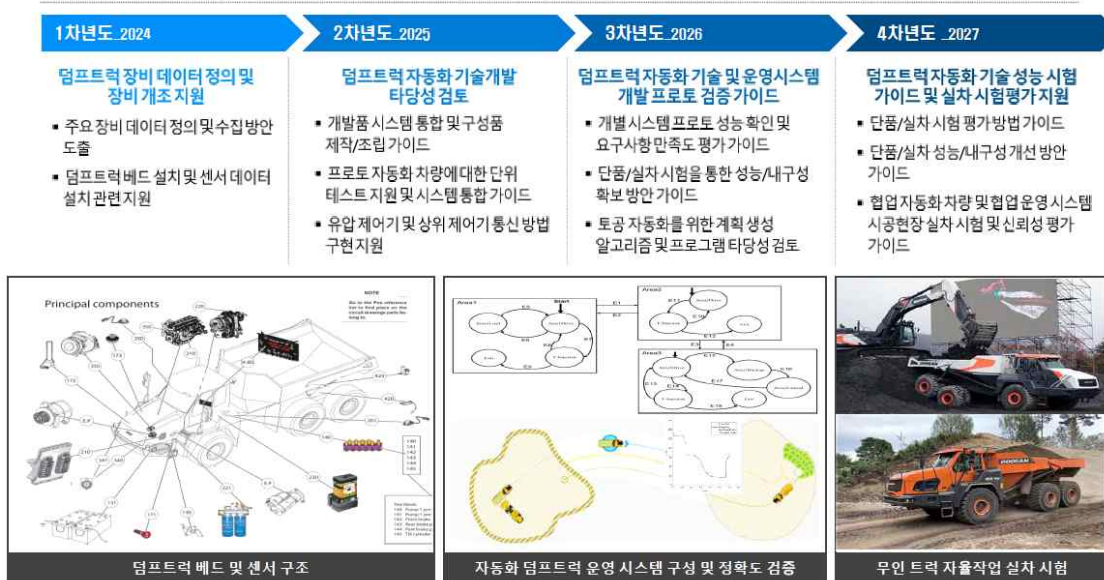 1차년도_2024
2차년도_2025
3차년도_2026
4차년도_2027
덤프트럭 장비 데이터 정의 및
장비 개조 지원
▪ 주요 장비 데이터 정의 및 수집 방안
도출
▪ 덤프트럭 베드 설치 및 센서 데이터
설치 관련 지원
덤프트럭 자동화 기술개발
타당성 검토
▪ 개발품 시스템 통합 및 구성품
제작/조립 가이드
▪ 프로토 자동화 차량에 대한 단위
테스트 지원 및 시스템 통합 가이드
▪ 유압 제어기 및 상위 제어기 통신 방법
구현 지원
덤프트럭 자동화 기술 및 운영시스템
개발 프로토 검증 가이드
▪ 개별 시스템 프로토 성능 확인 및
요구사항 만족도 평가 가이드
▪ 단품/실차 시험을 통한 성능/내구성
확보 방안 가이드
▪ 토공 자동화를 위한 계획 생성
알고리즘 및 프로그램 타당성 검토
덤프트럭 자동화 기술 성능 시험
가이드 및 실차 시험평가 지원
▪ 단품/실차 시험 평가방법 가이드
▪ 단품/실차 성능/내구성 개선 방안
가이드
▪ 협업 자동화 차량 및 협업 운영 시스템
시공현장 실차 시험 및 신뢰성 평가
가이드
Principal components
NOTE
Area1
Start
Area2
Area3
E1
E2
덤프트럭 베드 및 센서 구조
자동화 덤프트럭 운영 시스템 구성 및 정확도 검증
무인 트럭 자율작업 실차 시험